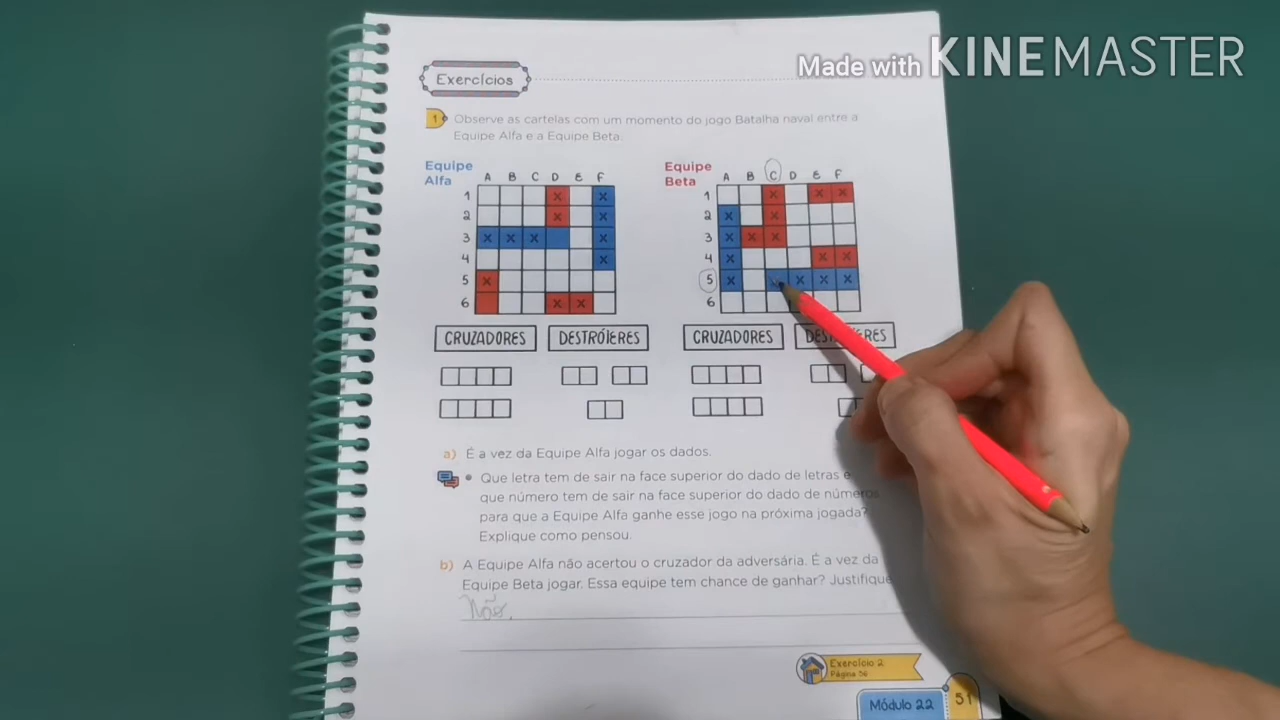 Made with KINEMASTER
Exercícios
1 Observe as cartelas com um momento do jogo Batalha naval entre a
Equipe Alfa e a Equipe Beta.
Equipe
Alfa
A B C D E F
1 X X
2 X X
3 X X X X
4 X
5 X
6 X X
Equipe
Beta
A B C D E F
1 X X X
2 X X
3 X X X
4 X X X
5 X X X X
6
CRUZADORES DESTRÓIERES
CRUZADORES
a) É a vez da Equipe Alfa jogar os dados.
• Que letra tem de sair na face superior do dado de letras e
que número tem de sair na face superior do dado de números
para que a Equipe Alfa ganhe esse jogo na próxima jogada?
Explique como pensou.
b) A Equipe Alfa não acertou o cruzador da adversária. É a vez da
Equipe Beta jogar. Essa equipe tem chance de ganhar? Justifique
Não.
Exercício 2
Página 56
Módulo 22
51